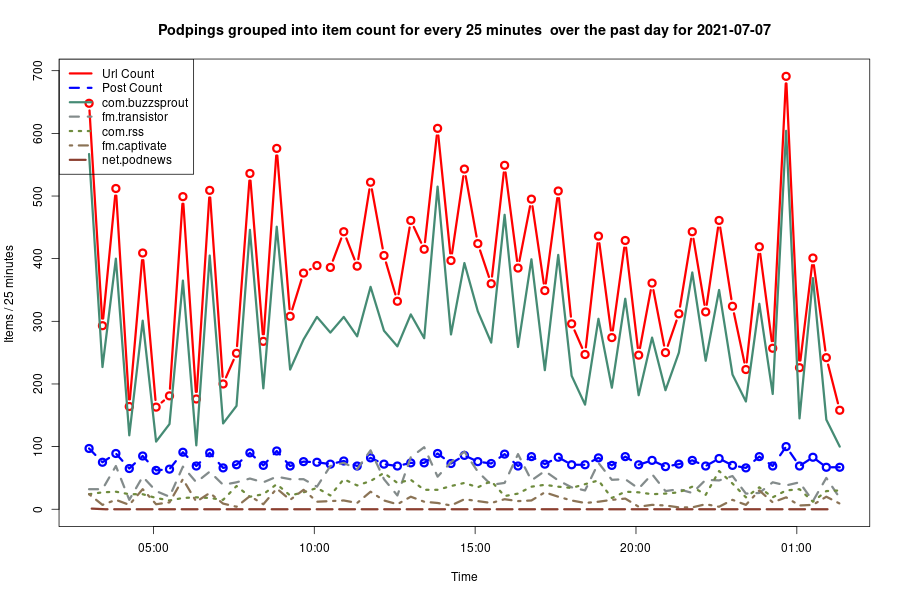 Podpings grouped into item count for every 25 minutes  over the past day for 2021-07-07
Url Count
Post Count
com.buzzsprout
fm.transistor
com.rss
fm.captivate
net.podnews
Items / 25 minutes
700
600
500
400
300
200
100
0
05:00
10:00
15:00
20:00
01:00
Time